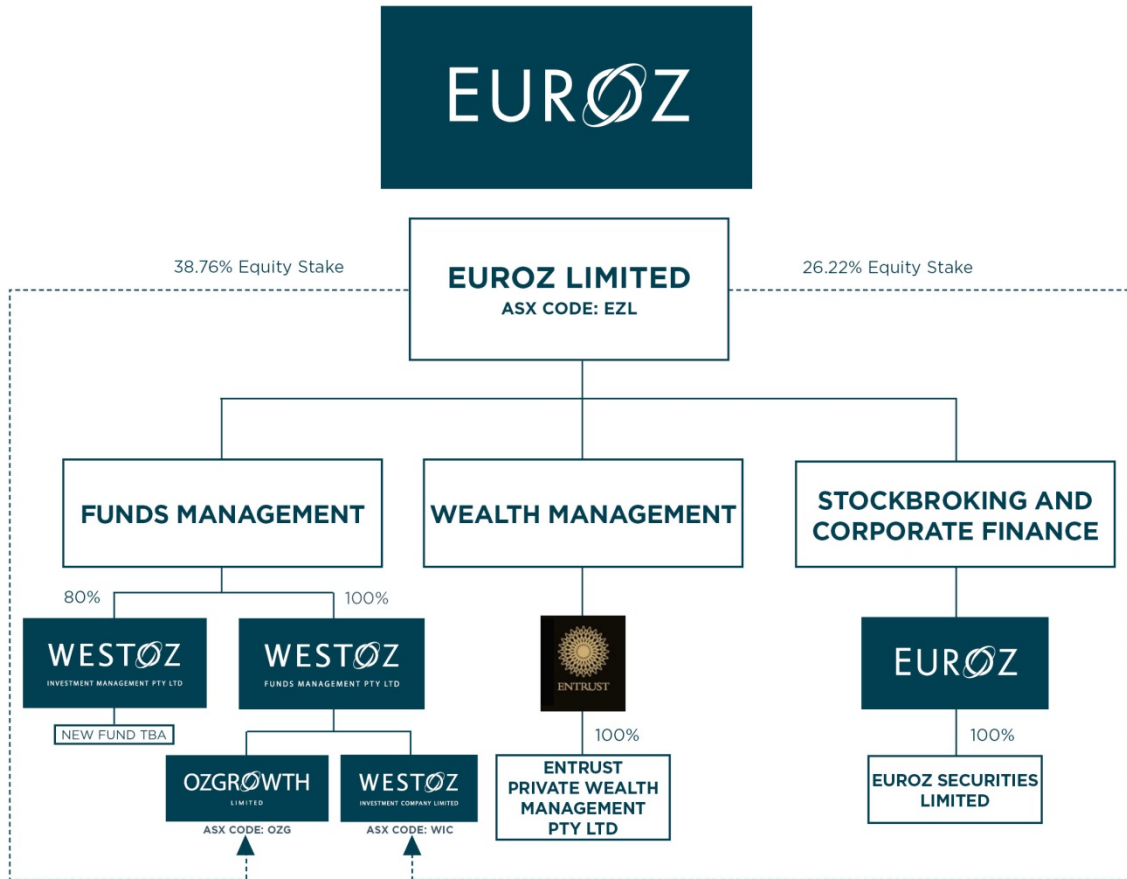 EUROZ
38.76% Equity Stake
EUROZ LIMITED
ASX CODE: EZL
26.22% Equity Stake
FUNDS MANAGEMENT
WEALTH MANAGEMENT
STOCKBROKING AND
CORPORATE FINANCE
80%
100%
WESTOZ
INVESTMENT MANAGEMENT PTY LTD
NEW FUND TBA
WESTOZ
FUNDS MANAGEMENT PTY LTD
ENTRUST
EUROZ
OZGROWTH
LIMITED
ASX CODE: OZG
WESTOZ
INVESTMENT COMPANY LIMITED
ASX CODE: WIC
100%
ENTRUST
PRIVATE WEALTH
MANAGEMENT
PTY LTD
100%
EUROZ SECURITIES
LIMITED